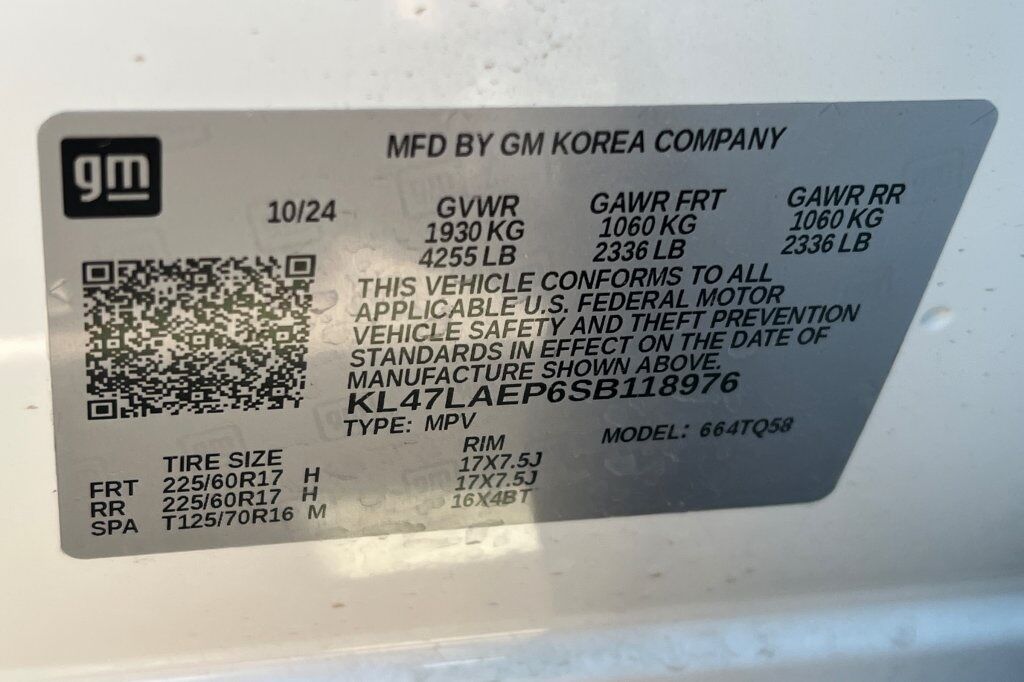 gm
MFD BY GM KOREA COMPANY
10/24 GVWR GAWR FRT GAWR RR
1930 KG 1060 KG 1060 KG
4255 LB 2336 LB 2336 LB
THIS VEHICLE CONFORMS TO ALL
APPLICABLE U.S. FEDERAL MOTOR
VEHICLE SAFETY AND THEFT PREVENTION
STANDARDS IN EFFECT ON THE DATE OF
MANUFACTURE SHOWN ABOVE.
KL47LAEP6SB118976
TYPE: MPV MODEL: 664TQ58
TIRE SIZE RIM
FRT 225/60R17 H 17X7.5J
RR 225/60R17 H 17X7.5J
SPA T125/70R16 M 16X4BT